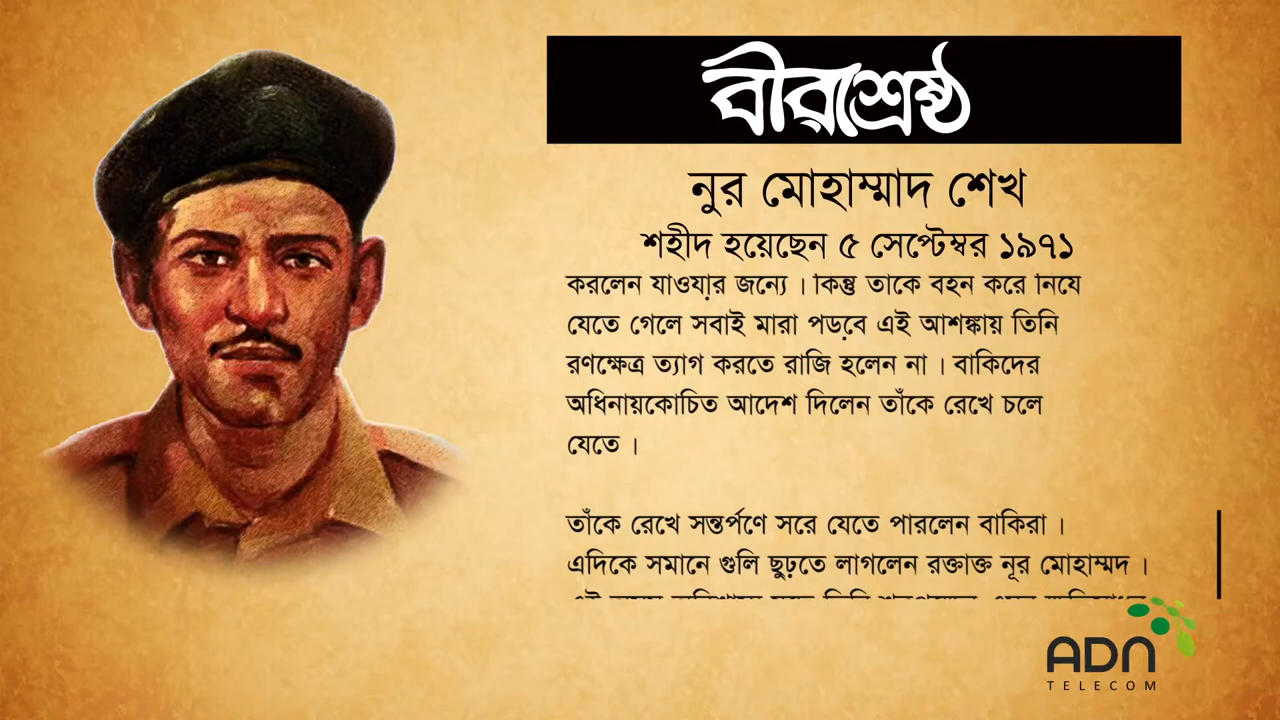 বীরশ্রেষ্ঠ
নুর মোহাম্মাদ শেখ
শহীদ হয়েছেন ৫ সেপ্টেম্বর ১৯৭১
করলেন যাওয়ার জন্যে । কিন্তু তাকে বহন করে নিযে
যেতে গেলে সবাই মারা পড়বে এই আশঙ্কায় তিনি
রণক্ষেত্র ত্যাগ করতে রাজি হলেন না । বাকিদের
অধিনায়কোচিত আদেশ দিলেন তাঁকে রেখে চলে
যেতে ।
তাঁকে রেখে সন্তর্পণে সরে যেতে পারলেন বাকিরা ।
এদিকে সমানে গুলি ছুঢ়তে লাগলেন রক্তাক্ত নূর মোহাম্মদ ।
ADN
TELECOM